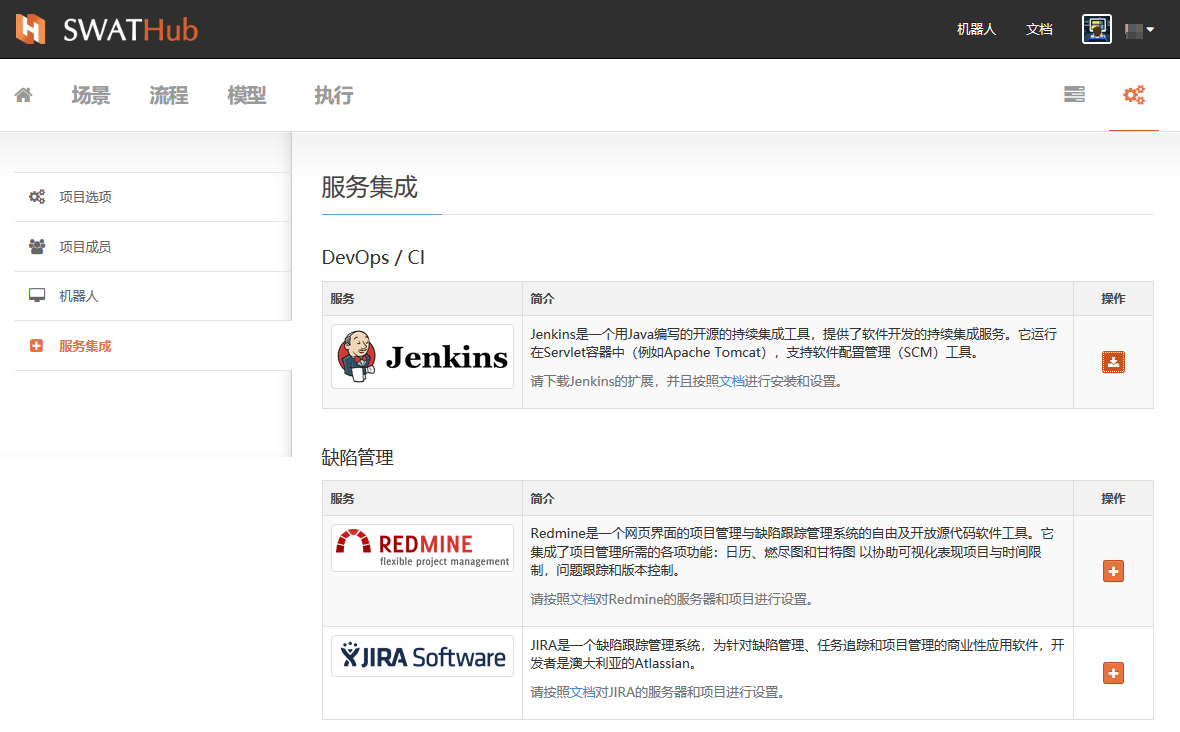 SWATHub
机器人
文档
场景
流程
模型
执行
项目选项
项目成员
机器人
服务集成
服务集成
DevOps / CI
服务
简介
操作
Jenkins
Jenkins是一个用Java编写的开源的持续集成工具，提供了软件开发的持续集成服务。它运行
在Servlet容器中（例如Apache Tomcat），支持软件配置管理（SCM）工具。
请下载Jenkins的扩展，并且按照文档进行安装和设置。
缺陷管理
服务
简介
操作
REDMINE
flexible project management
Redmine是一个网页界面的项目管理与缺陷跟踪管理系统的自由及开放源代码软件工具。它
集成了项目管理所需的各项功能：日历、燃尽图和甘特图 以协助可视化表现项目与时间限
制，问题跟踪和版本控制。
请按照文档对Redmine的服务器和项目进行设置。
JIRA Software
JIRA是一个缺陷跟踪管理系统，为针对缺陷管理、任务追踪和项目管理的商业性应用软件，开
发者是澳大利亚的Atlassian。
请按照文档对JIRA的服务器和项目进行设置。